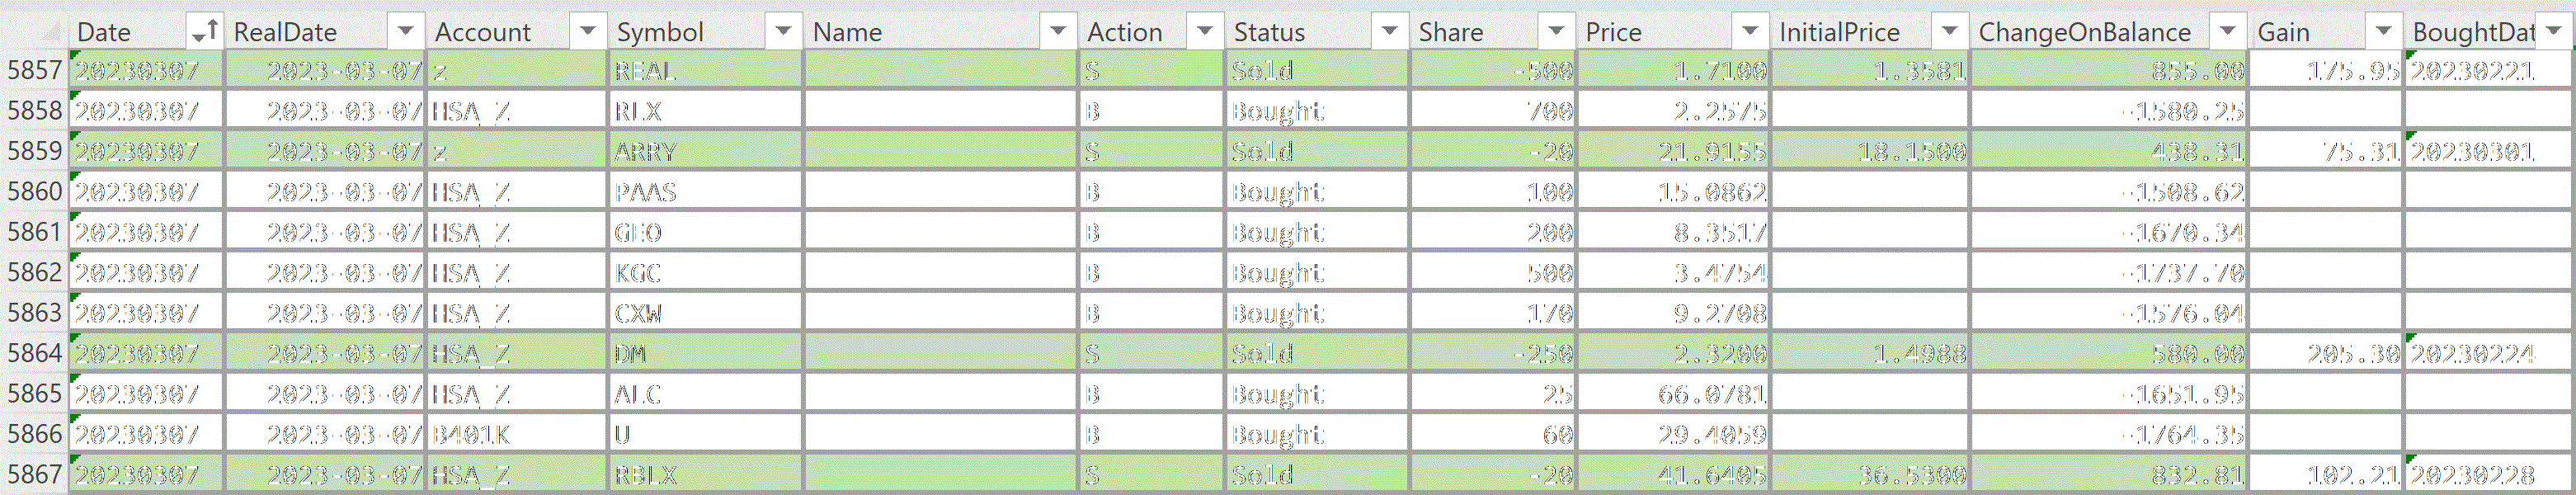 Date RealDate Account Symbol Name Action Status Share Price InitialPrice ChangeOnBalance Gain BoughtDat
5857 20230307 2023-03-07 z REAL S Sold -500 1.7100 1.3581 855.00 175.95 20230221
5858 20230307 2023-03-07 HSA_Z RLX B Bought 700 2.2575 -1580.25
5859 20230307 2023-03-07 z ARRY S Sold -20 21.9155 18.1500 438.31 75.31 20230301
5860 20230307 2023-03-07 HSA_Z PAAS B Bought 100 15.0862 -1508.62
5861 20230307 2023-03-07 HSA_Z GEO B Bought 200 8.3517 -1670.34
5862 20230307 2023-03-07 HSA_Z KGC B Bought 500 3.4754 -1737.70
5863 20230307 2023-03-07 HSA_Z CXW B Bought 170 9.2708 -1576.04
5864 20230307 2023-03-07 HSA_Z DM S Sold -250 2.3200 1.4988 580.00 205.30 20230224
5865 20230307 2023-03-07 HSA_Z ALC B Bought 25 66.0781 -1651.95
5866 20230307 2023-03-07 B401K U B Bought 60 29.4059 -1764.35
5867 20230307 2023-03-07 HSA_Z RBLX S Sold -20 41.6405 36.5300 832.81 102.21 20230228